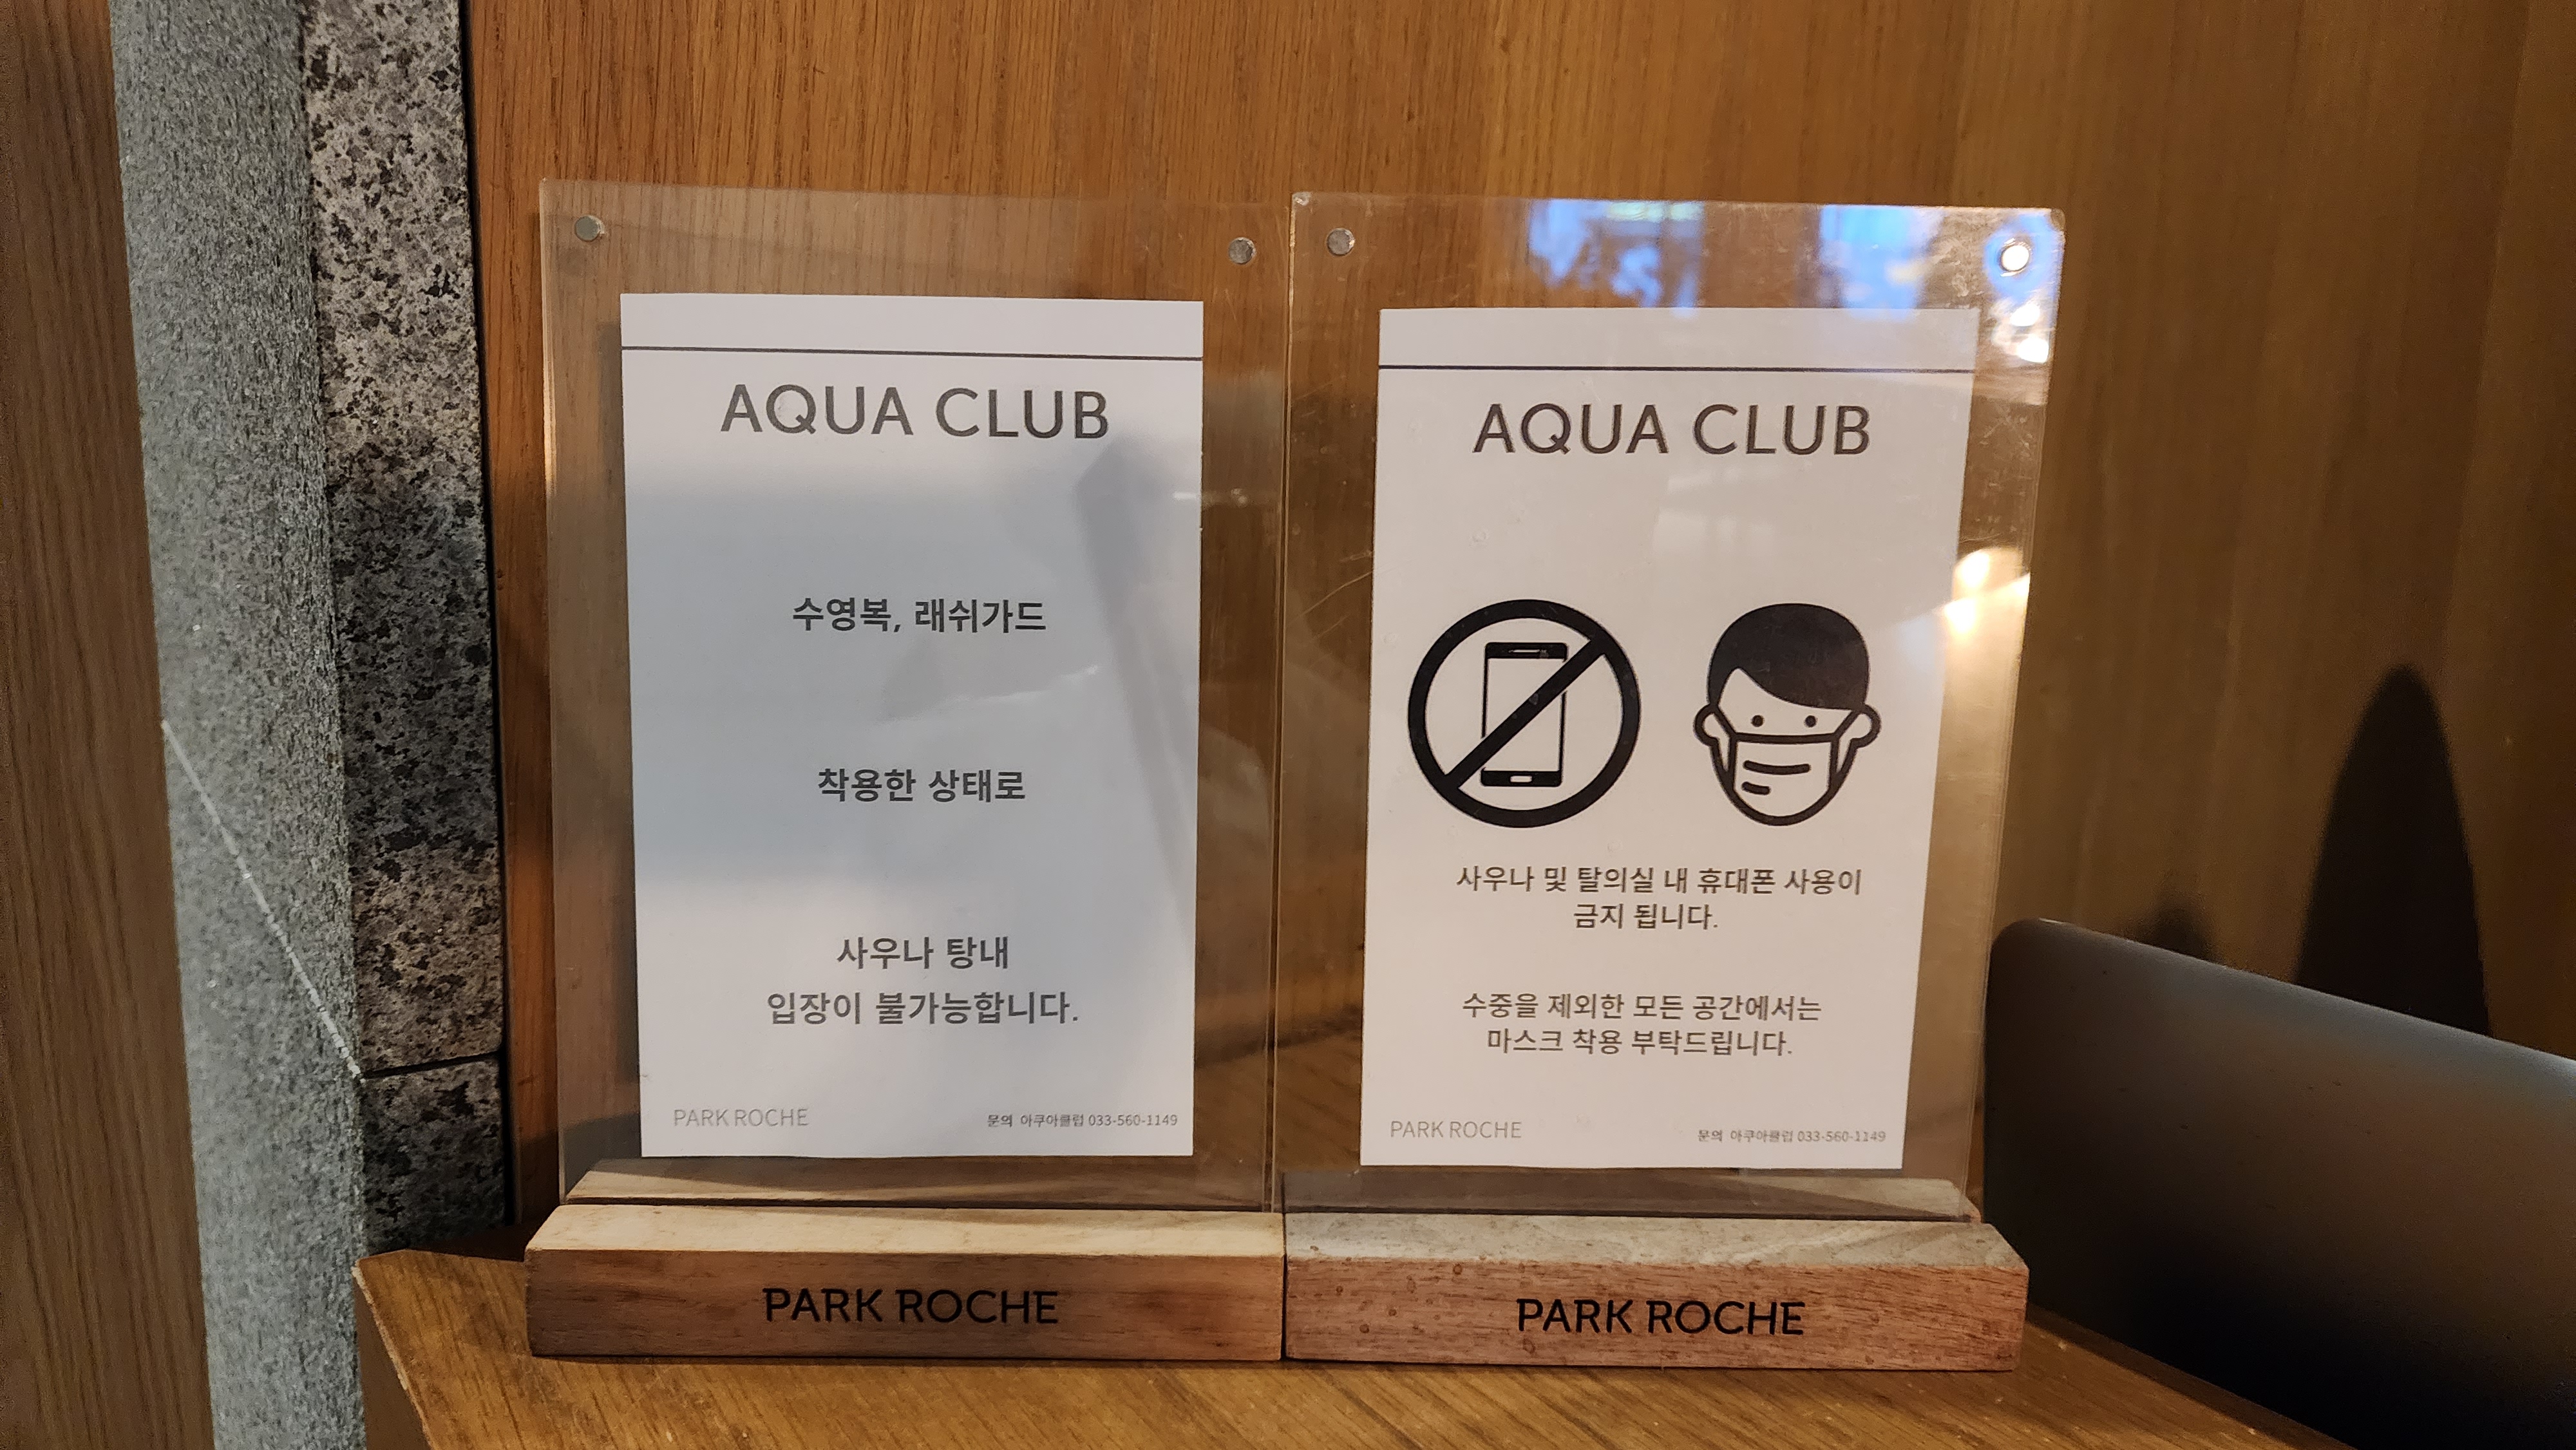 AQUA CLUB
수영복, 래쉬가드
착용한 상태로
사우나 탕내
입장이 불가능합니다.
PARK ROCHE
문의 아쿠아클럽 033-560-1149
PARK ROCHE
AQUA CLUB
사우나 및 탈의실 내 휴대폰 사용이
금지 됩니다.
수중을 제외한 모든 공간에서는
마스크 착용 부탁드립니다.
PARK ROCHE
문의 아쿠아클럽 033-560-1149
PARK ROCHE